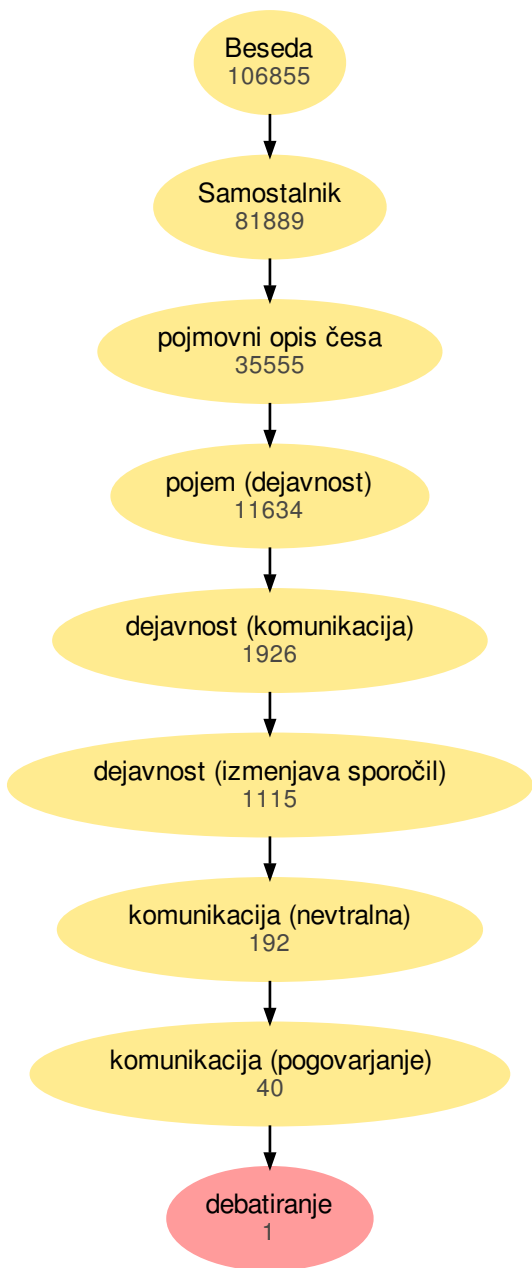 Beseda
106855
Samostalnik
81889
pojmovni opis česa
35555
pojem (dejavnost)
11634
dejavnost (komunikacija)
1926
dejavnost (izmenjava sporočil)
1115
komunikacija (nevtralna)
192
komunikacija (pogovarjanje)
40
debatiranje
1